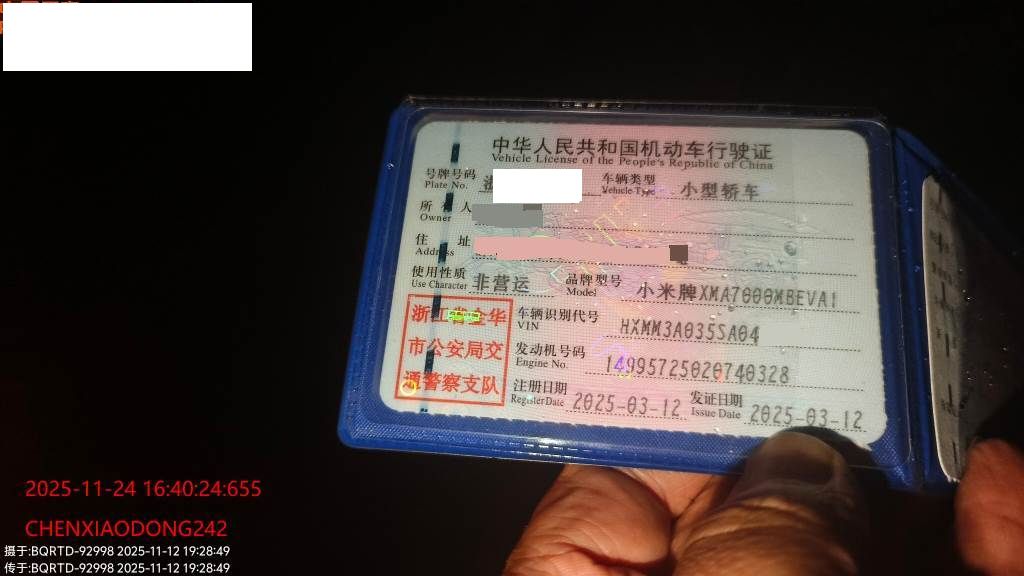 中华人民共和国机动车行驶证
Vehicle License of the People's Republic of China
号牌号码 车辆类型 小型轿车
Plate No. Vehicle Type
所有人
Owner
住址
Address
使用性质 非营运 品牌型号 小米牌XMA7000MBEVA1
Use Character Model
浙江省金华 车辆识别代号 HXMM3A035SA04
VIN
市公安局交 发动机号码 1499572S020740328
Engine No.
通警察支队 注册日期 2025-03-12 发证日期 2025-03-12
Register Date Issue Date
2025-11-24 16:40:24:655
CHENXIAODONG242
摄于:BQRTD-92998 2025-11-12 19:28:49
传于:BQRTD-92998 2025-11-12 19:28:49